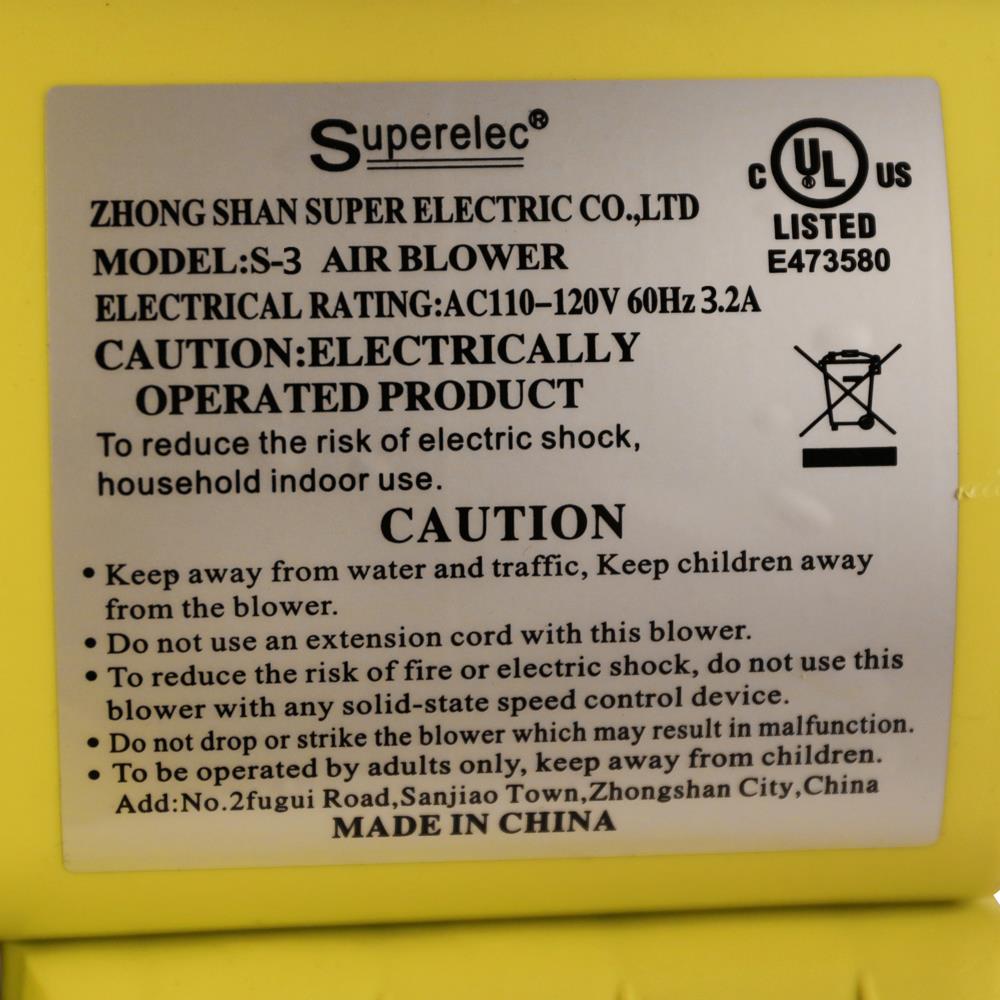 Superelec®
ZHONG SHAN SUPER ELECTRIC CO.,LTD
MODEL:S-3 AIR BLOWER
ELECTRICAL RATING:AC110-120V 60Hz 3.2A
C UL® US
LISTED
E473580
CAUTION:ELECTRICALLY
OPERATED PRODUCT
To reduce the risk of electric shock,
household indoor use.
CAUTION
• Keep away from water and traffic, Keep children away
from the blower.
• Do not use an extension cord with this blower.
• To reduce the risk of fire or electric shock, do not use this
blower with any solid-state speed control device.
• Do not drop or strike the blower which may result in malfunction.
• To be operated by adults only, keep away from children.
Add:No.2fugui Road,Sanjiao Town,Zhongshan City,China
MADE IN CHINA